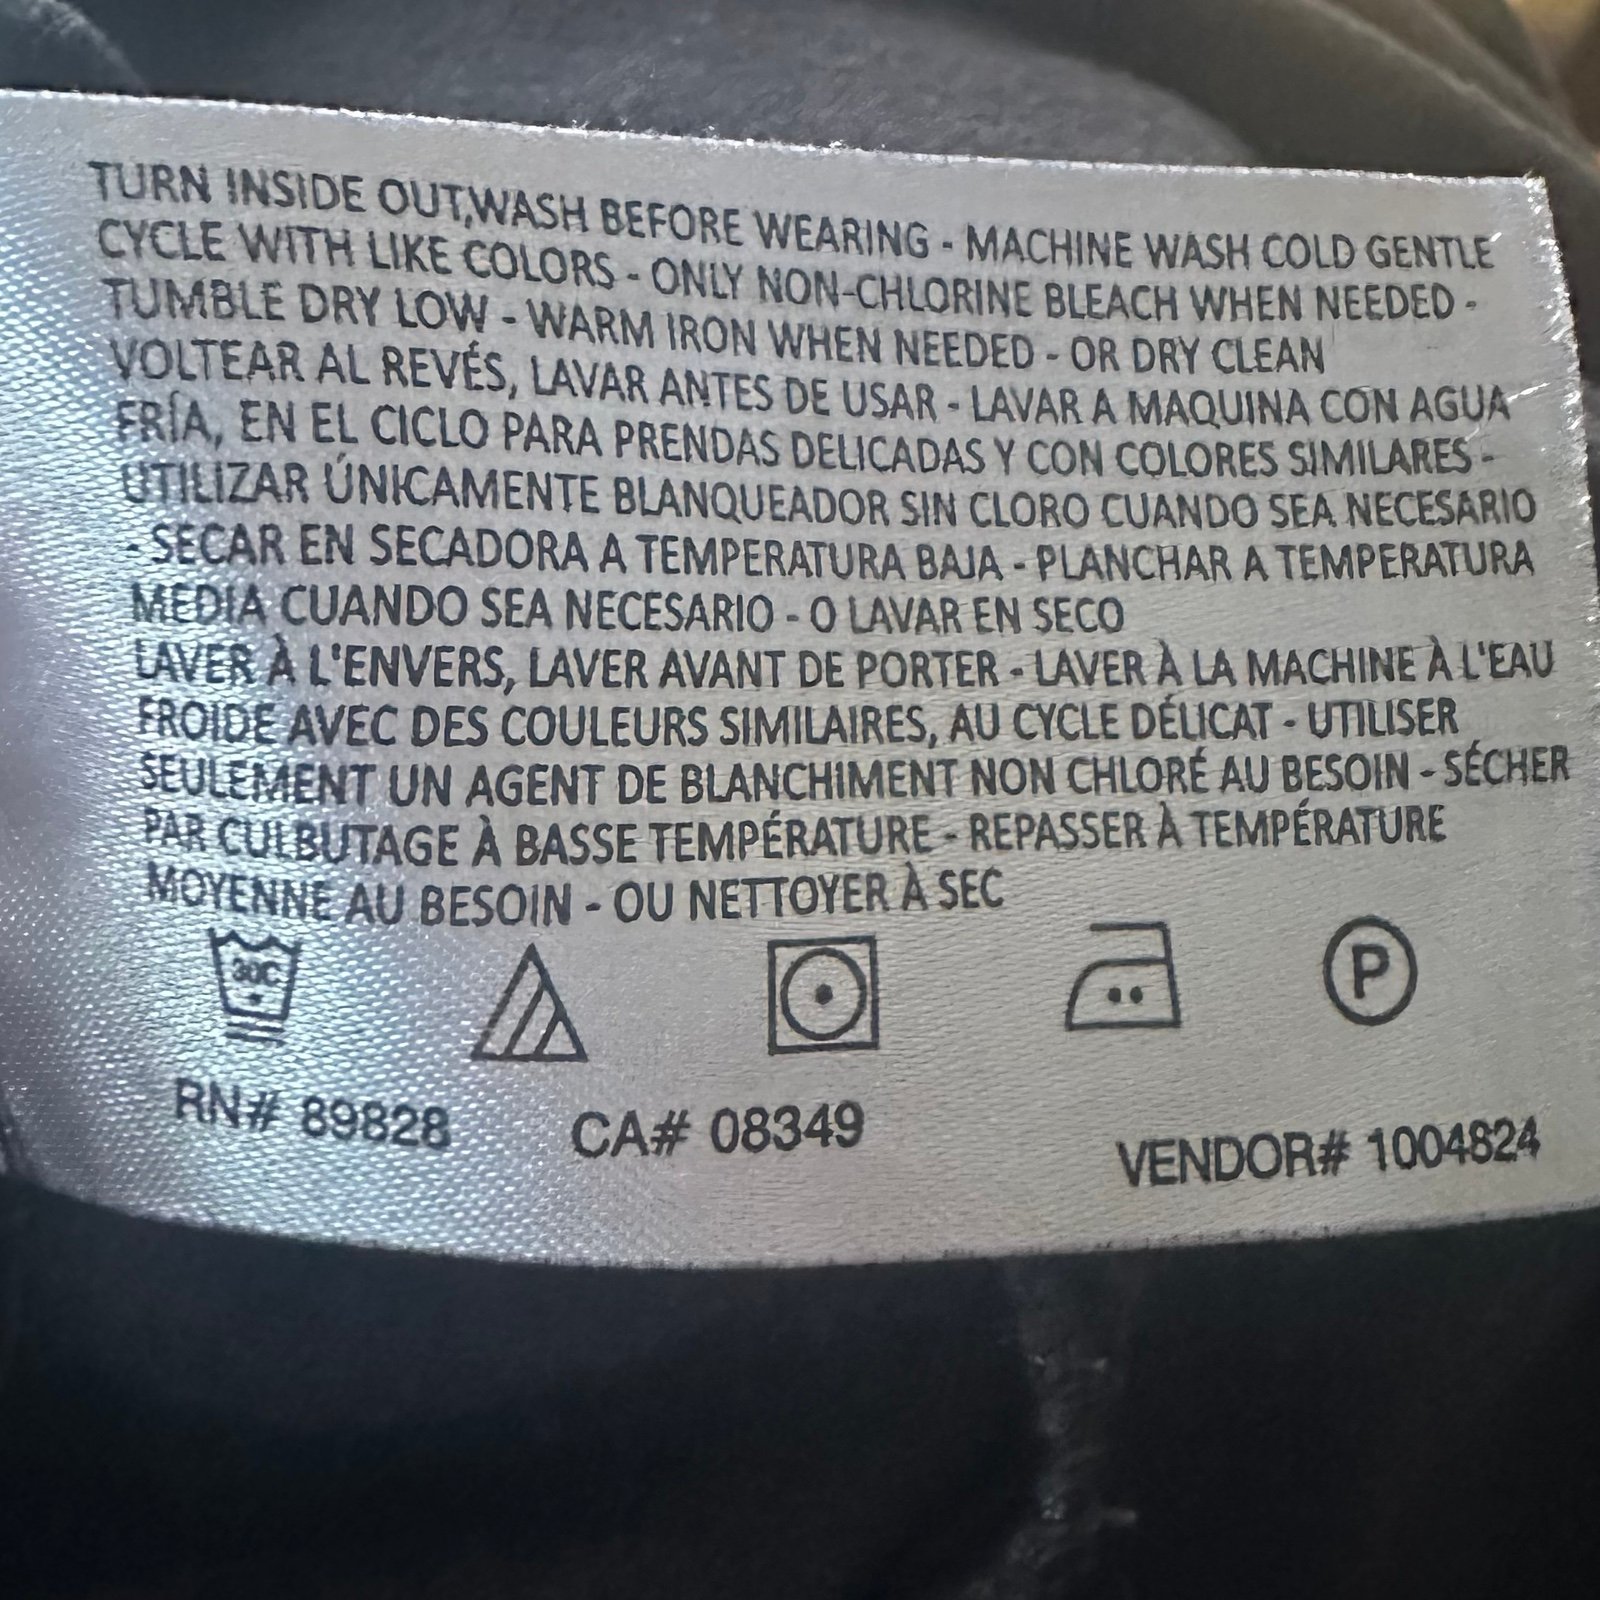 TURN INSIDE OUT,WASH BEFORE WEARING - MACHINE WASH COLD GENTLE
CYCLE WITH LIKE COLORS - ONLY NON-CHLORINE BLEACH WHEN NEEDED -
TUMBLE DRY LOW - WARM IRON WHEN NEEDED - OR DRY CLEAN
VOLTEAR AL REVÉS, LAVAR ANTES DE USAR - LAVAR A MAQUINA CON AGUA
FRÍA, EN EL CICLO PARA PRENDAS DELICADAS Y CON COLORES SIMILARES -
UTILIZAR ÚNICAMENTE BLANQUEADOR SIN CLORO CUANDO SEA NECESARIO
- SECAR EN SECADORA A TEMPERATURA BAJA - PLANCHAR A TEMPERATURA
MEDIA CUANDO SEA NECESARIO - O LAVAR EN SECO
LAVER À L'ENVERS, LAVER AVANT DE PORTER - LAVER À LA MACHINE À L'EAU
FROIDE AVEC DES COULEURS SIMILAIRES, AU CYCLE DÉLICAT - UTILISER
SEULEMENT UN AGENT DE BLANCHIMENT NON CHLORÉ AU BESOIN - SÉCHER
PAR CULBUTAGE À BASSE TEMPÉRATURE - REPASSER À TEMPÉRATURE
MOYENNE AU BESOIN - OU NETTOYER À SEC
30C P
RN# 89828 CA# 08349 VENDOR# 1004824